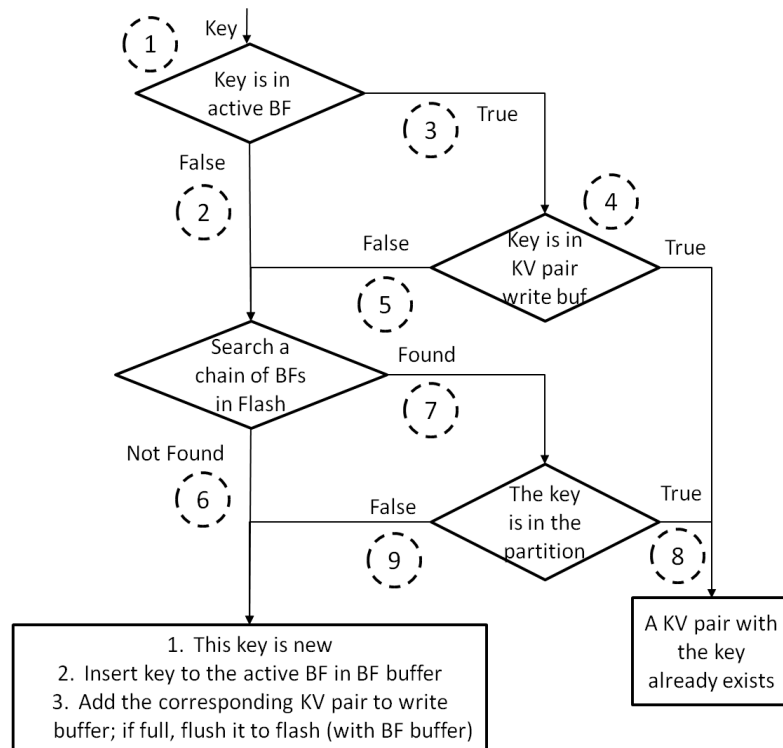 Key
1
Key is in
active BF
3
True
False
2
4
Key is in
KV pair
write buf
False
True
5
Search a
chain of BFs
in Flash
Found
7
Not Found
6
The key
is in the
partition
False
True
9
8
1. This key is new
2. Insert key to the active BF in BF buffer
3. Add the corresponding KV pair to write
buffer; if full, flush it to flash (with BF buffer)
A KV pair with
the key
already exists